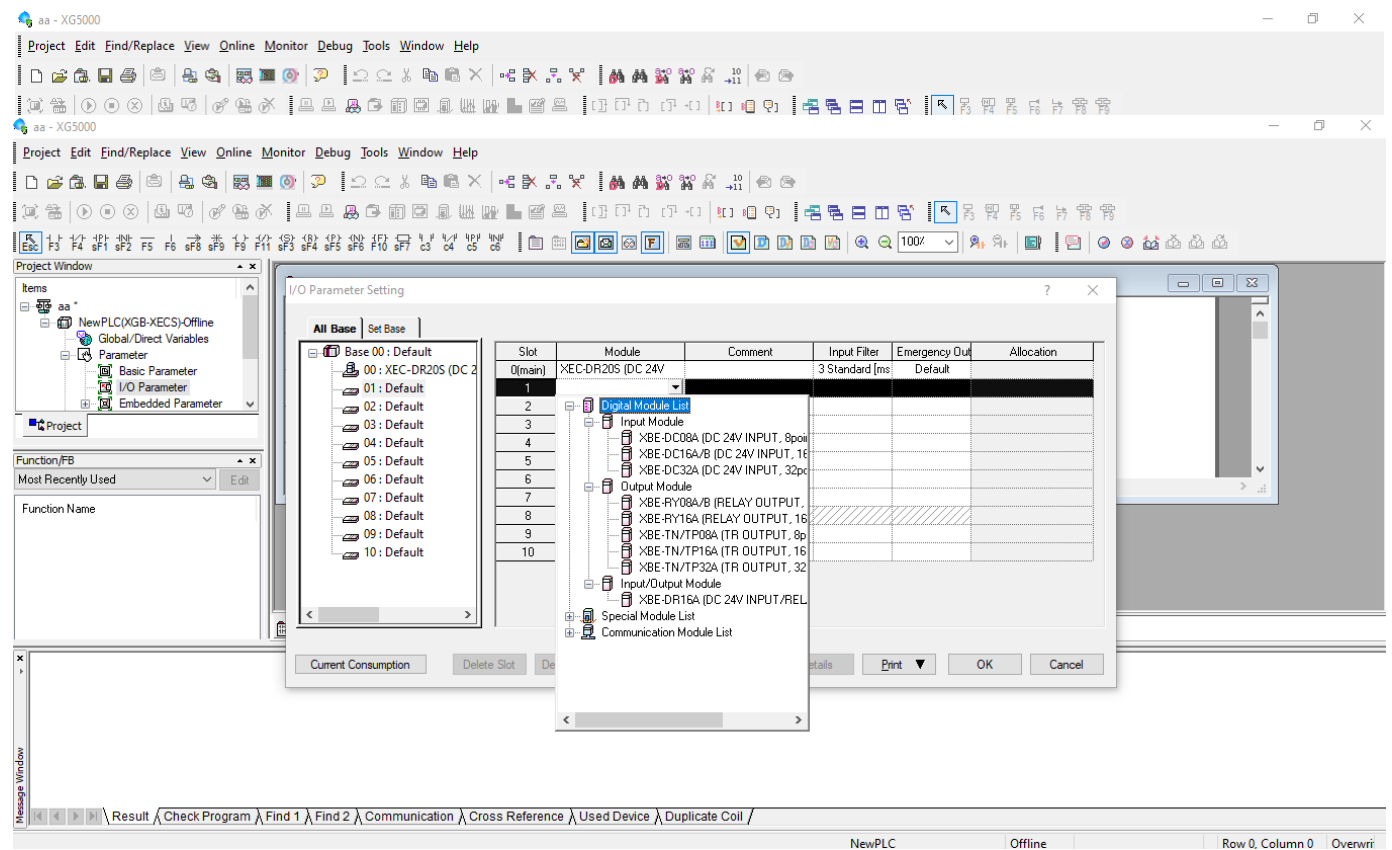 aa - XG5000
Project Edit Find/Replace View Online Monitor Debug Tools Window Help
F3 F4 F5 F6 F7 F8 F9
aa - XG5000
Project Edit Find/Replace View Online Monitor Debug Tools Window Help
Esc F3 F4 sF1 sF2 F5 F6 sF8 sF9 F9 F11 sF3 sF4 sF5 sF6 F10 sF7 c3 c4 c5 c6 100%
Project Window
Items
aa *
NewPLC(XGB-XECS)-Offline
Global/Direct Variables
Parameter
Basic Parameter
I/O Parameter
Embedded Parameter
Project
Function/FB
Most Recently Used Edit
Function Name
I/O Parameter Setting
All Base Set Base
Base 00 : Default
00 : XEC-DR20S (DC 2
01 : Default
02 : Default
03 : Default
04 : Default
05 : Default
06 : Default
07 : Default
08 : Default
09 : Default
10 : Default
Slot Module Comment Input Filter Emergency Out Allocation
0(main) XEC-DR20S (DC 24V 3 Standard [ms Default
1
2
3
4
5
6
7
8
9
10
Digital Module List
Input Module
XBE-DC08A (DC 24V INPUT, 8poi
XBE-DC16A/B (DC 24V INPUT, 16
XBE-DC32A (DC 24V INPUT, 32po
Output Module
XBE-RY08A/B (RELAY OUTPUT,
XBE-RY16A (RELAY OUTPUT, 16
XBE-TN/TP08A (TR OUTPUT, 8p
XBE-TN/TP16A (TR OUTPUT, 16
XBE-TN/TP32A (TR OUTPUT, 32
Input/Output Module
XBE-DR16A (DC 24V INPUT/REL
Special Module List
Communication Module List
Current Consumption Delete Slot De etails Print OK Cancel
Message Window
Result Check Program Find 1 Find 2 Communication Cross Reference Used Device Duplicate Coil
NewPLC Offline Row 0, Column 0 Overwri